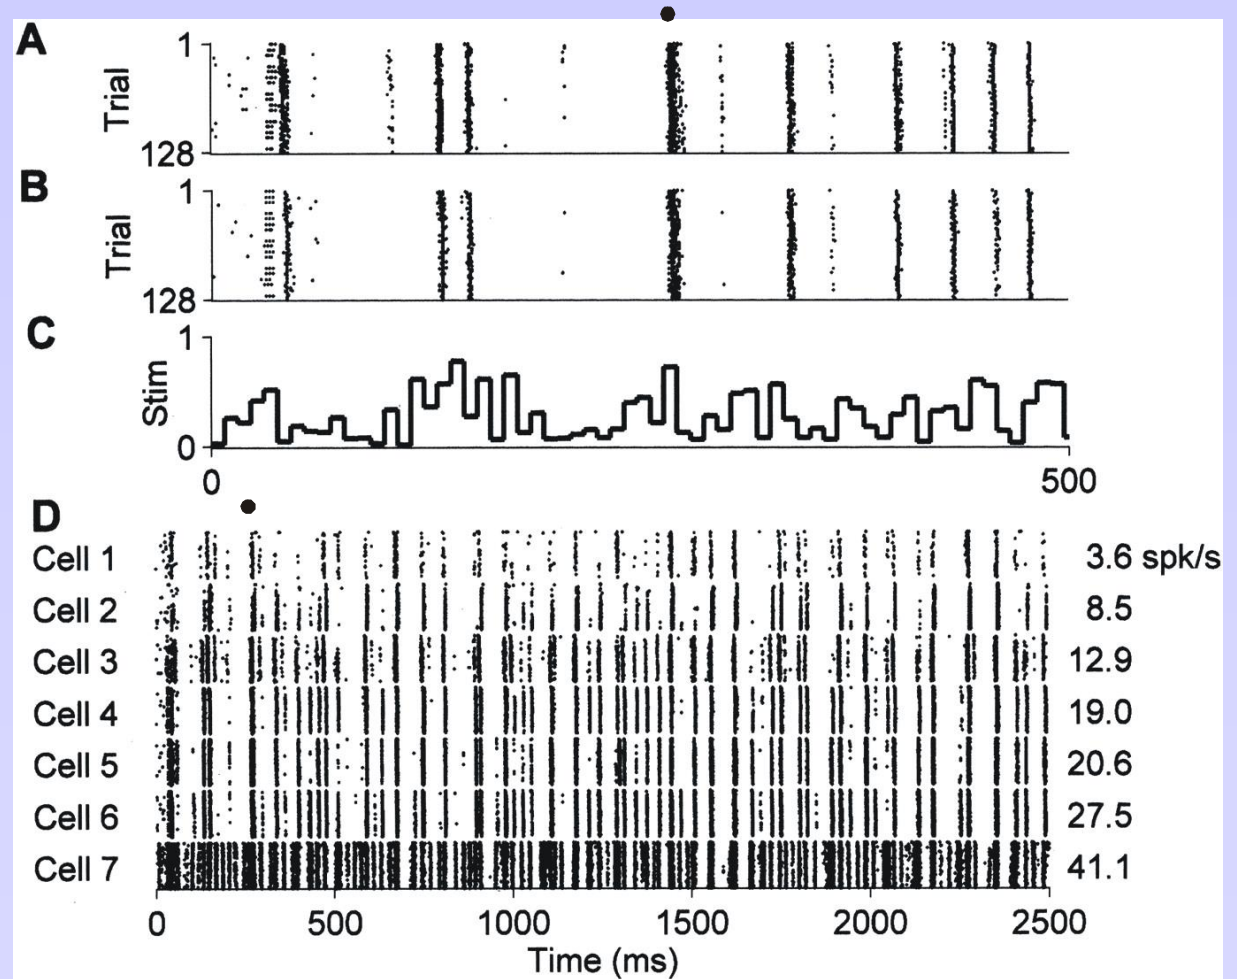 A
Trial
1
128
B
Trial
1
128
C
Stim
1
0
0 500
D
Cell 1 3.6 spk/s
Cell 2 8.5
Cell 3 12.9
Cell 4 19.0
Cell 5 20.6
Cell 6 27.5
Cell 7 41.1
0 500 1000 1500 2000 2500
Time (ms)